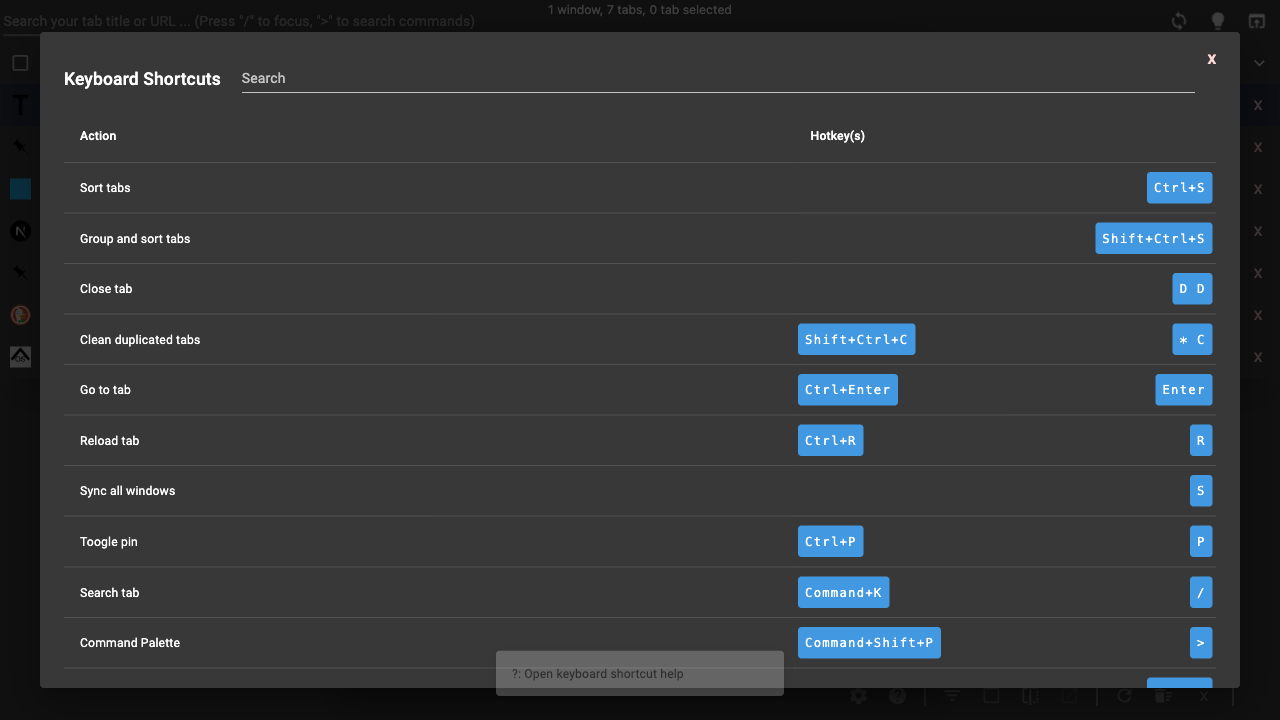 1 window, 7 tabs, 0 tab selected
Search your tab title or URL ... (Press "/" to focus, ">" to search commands)
X
Keyboard Shortcuts Search
Action Hotkey(s)
Sort tabs Ctrl+S
Group and sort tabs Shift+Ctrl+S
Close tab D D
Clean duplicated tabs Shift+Ctrl+C * C
Go to tab Ctrl+Enter Enter
Reload tab Ctrl+R R
Sync all windows S
Toogle pin Ctrl+P P
Search tab Command+K /
Command Palette Command+Shift+P >
?: Open keyboard shortcut help
T
N
X
X
X
X
X
X
X
X